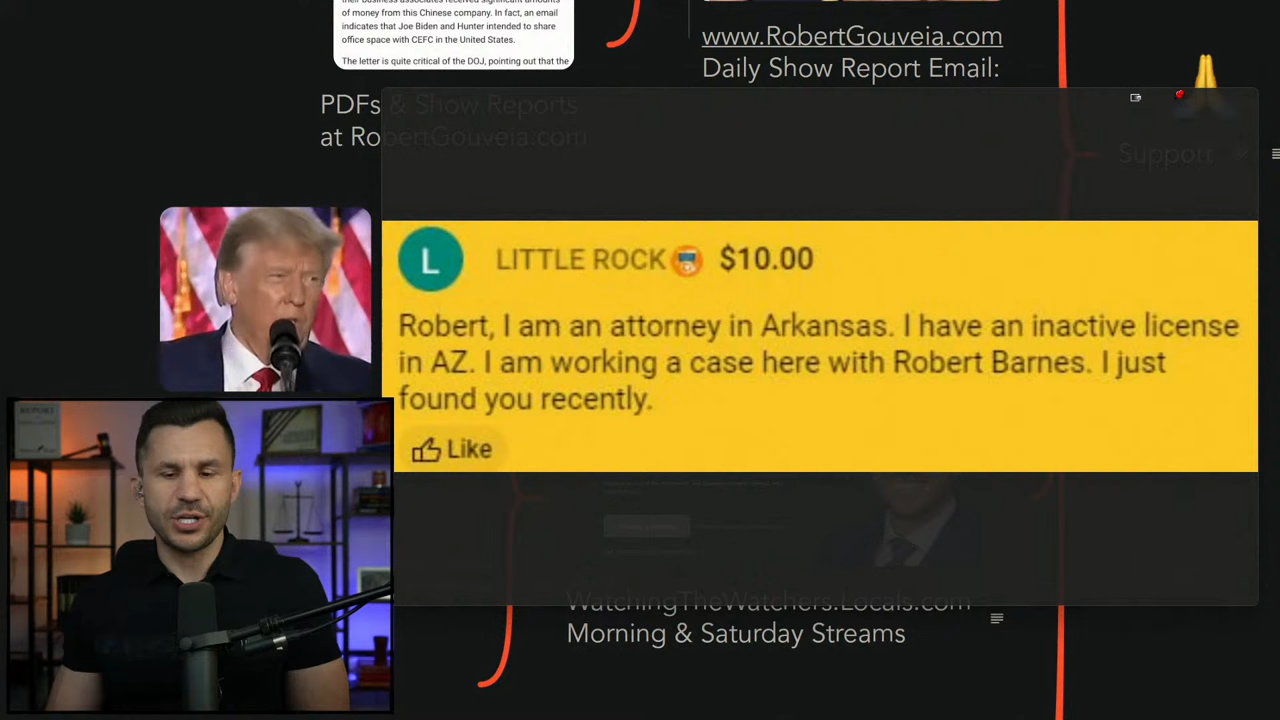 their business associates received significant amounts
of money from this Chinese company. In fact, an email
indicates that Joe Biden and Hunter intended to share
office space with CEFC in the United States.
The letter is quite critical of the DOJ, pointing out that the
PDFs & Show Reports
at RobertGouveia.com
www.RobertGouveia.com
Daily Show Report Email:
Support
L LITTLE ROCK $10.00
Robert, I am an attorney in Arkansas. I have an inactive license
in AZ. I am working a case here with Robert Barnes. I just
found you recently.
Like
REPORT
WatchingTheWatchers.Locals.com
Morning & Saturday Streams